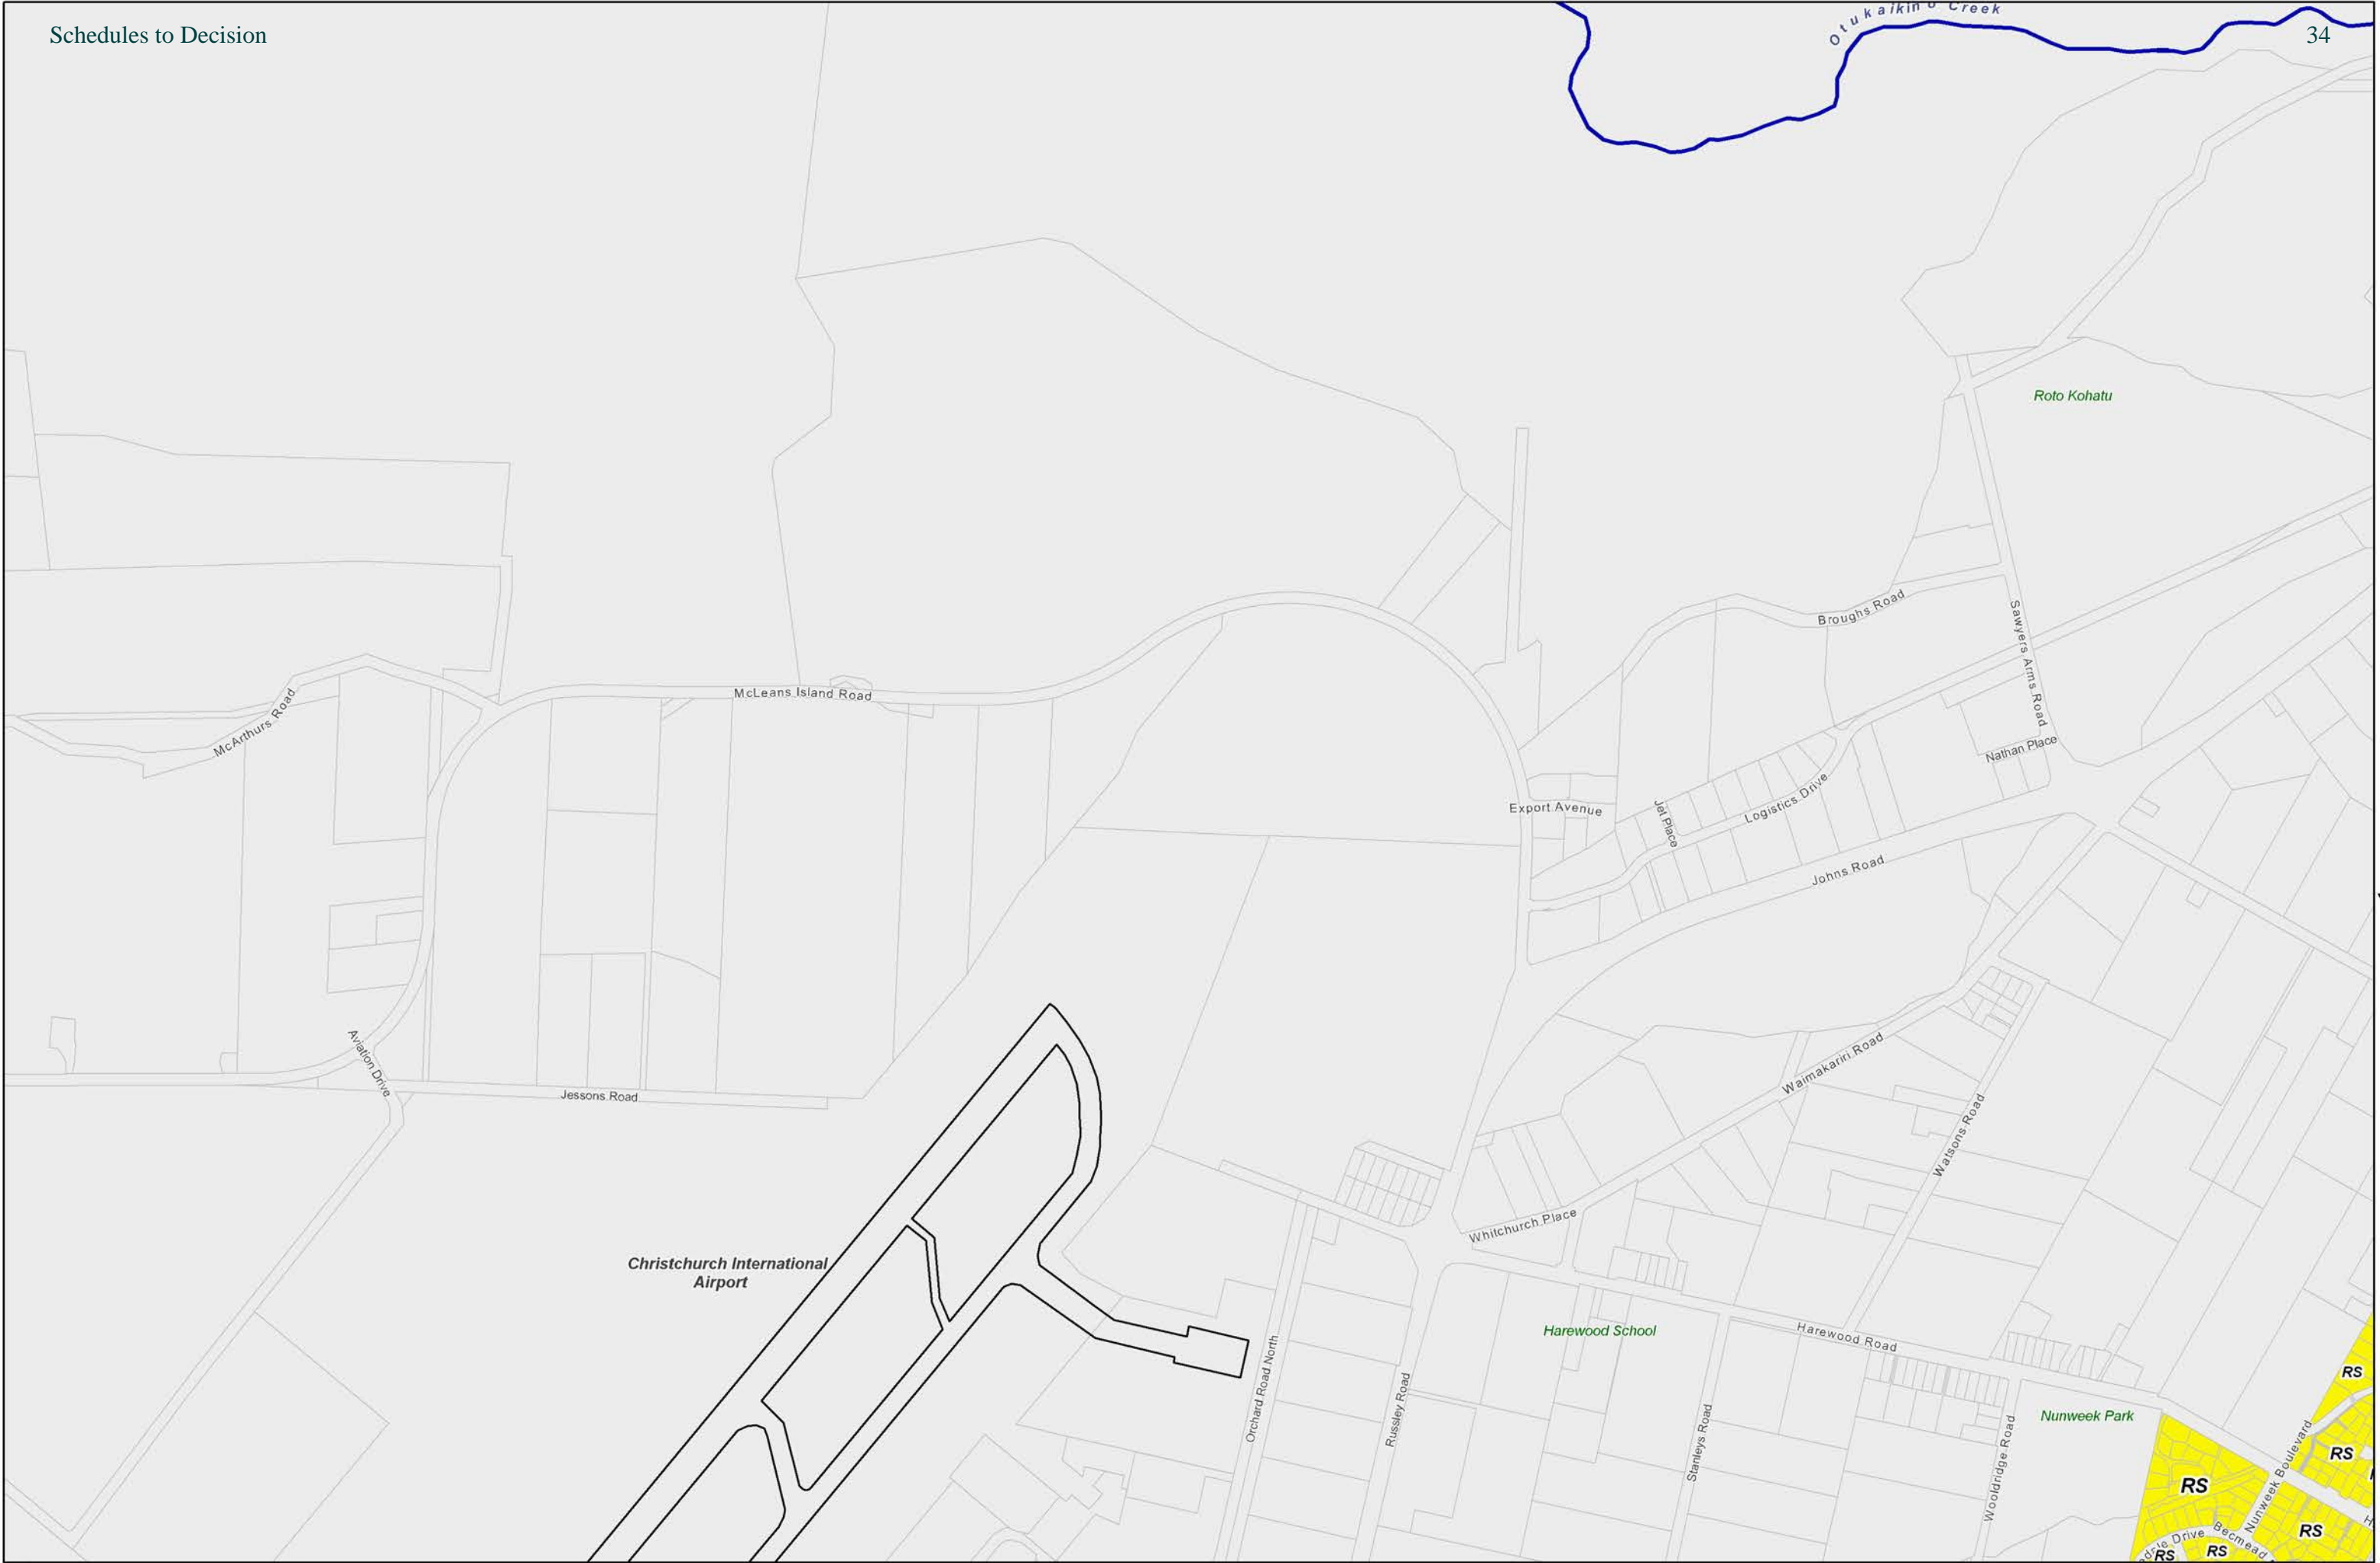 Schedules to Decision
34
Otukaikino Creek
Roto Kohatu
Broughs Road
Sawyers Arms Road
McArthurs Road
McLeans Island Road
Nathan Place
Export Avenue
Jet Place
Logistics Drive
Johns Road
Aviation Drive
Jessons Road
Waimakariri Road
Watsons Road
Whitchurch Place
Christchurch International
Airport
Harewood School
Harewood Road
Orchard Road North
Russley Road
Stanleys Road
Wooldridge Road
Nunweek Park
Nunweek Boulevard
RS
RS
RS
RS
Drive
Becmead
RS
RS